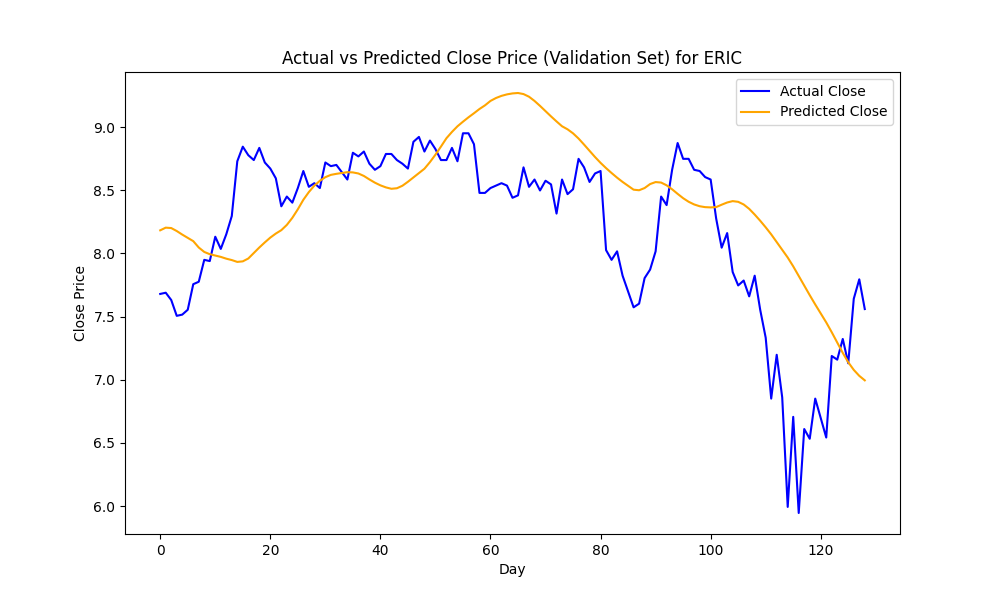 Actual vs Predicted Close Price (Validation Set) for ERIC
Actual Close
Predicted Close
Close Price
9.0
8.5
8.0
7.5
7.0
6.5
6.0
0 20 40 60 80 100 120
Day